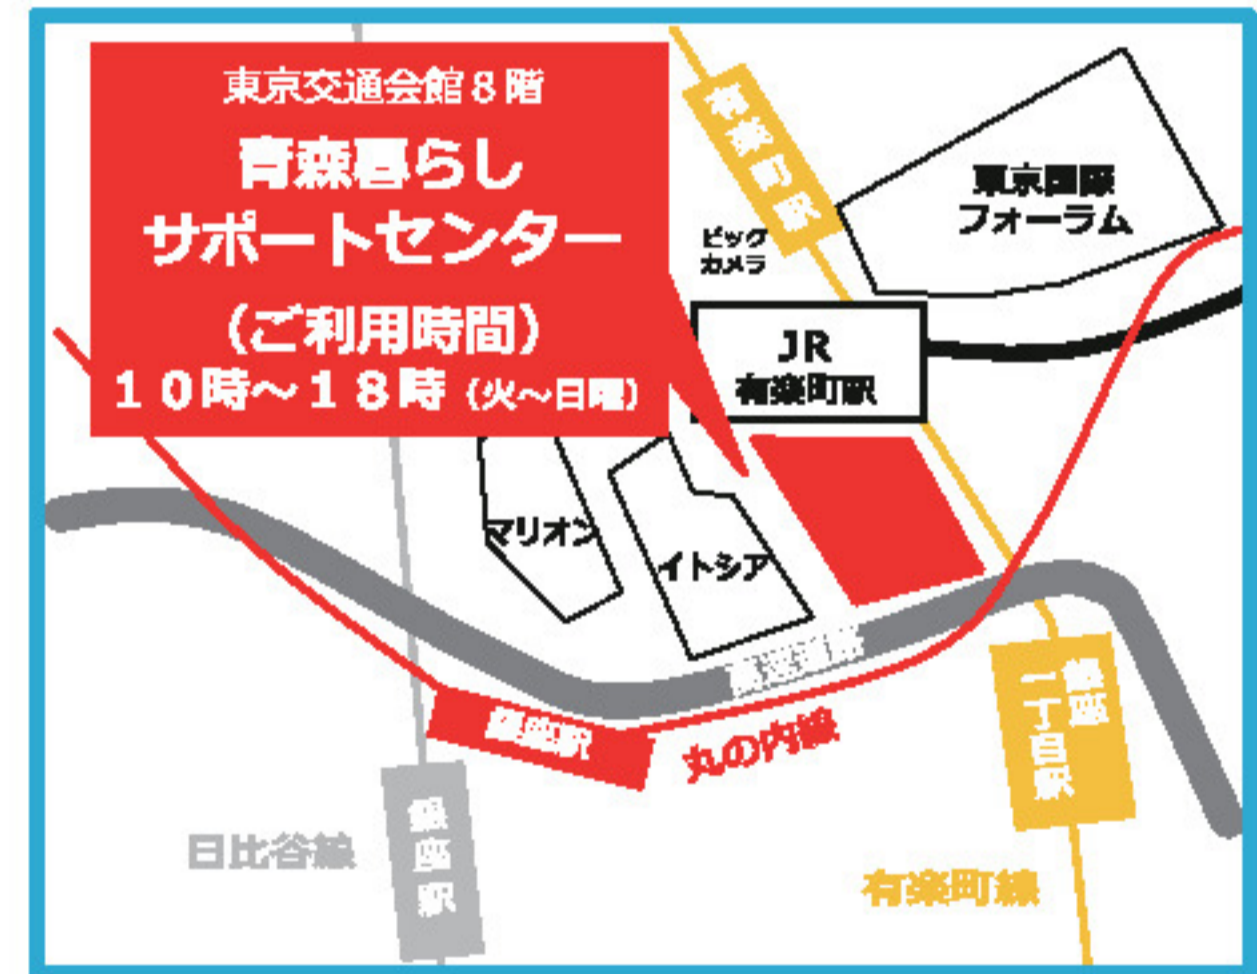 東京交通会館8階
青森暮らし
サポートセンター
（ご利用時間）
10時～18時（火～日曜）
有楽町駅
東京国際
フォーラム
ビック
カメラ
JR
有楽町駅
マリオン
イトシア
高速道路
銀座駅
丸の内線
銀座
一丁目駅
日比谷線
銀座駅
有楽町線